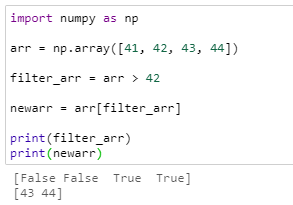 import numpy as np
arr = np.array([41, 42, 43, 44])
filter_arr = arr > 42
newarr = arr[filter_arr]
print(filter_arr)
print(newarr)
[False False  True  True]
[43 44]